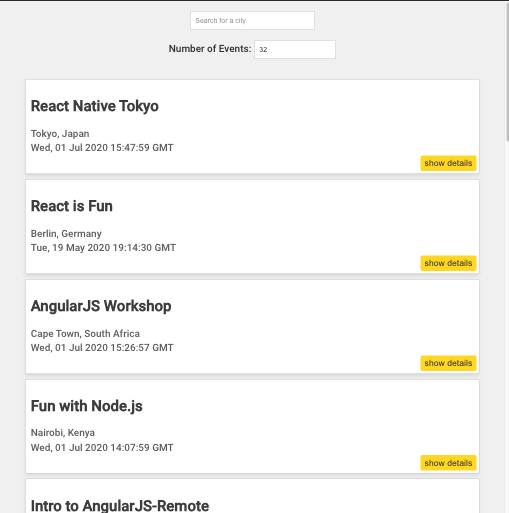 Search for a city
Number of Events: 32
React Native Tokyo
Tokyo, Japan
Wed, 01 Jul 2020 15:47:59 GMT
show details
React is Fun
Berlin, Germany
Tue, 19 May 2020 19:14:30 GMT
show details
AngularJS Workshop
Cape Town, South Africa
Wed, 01 Jul 2020 15:26:57 GMT
show details
Fun with Node.js
Nairobi, Kenya
Wed, 01 Jul 2020 14:07:59 GMT
show details
Intro to AngularJS-Remote